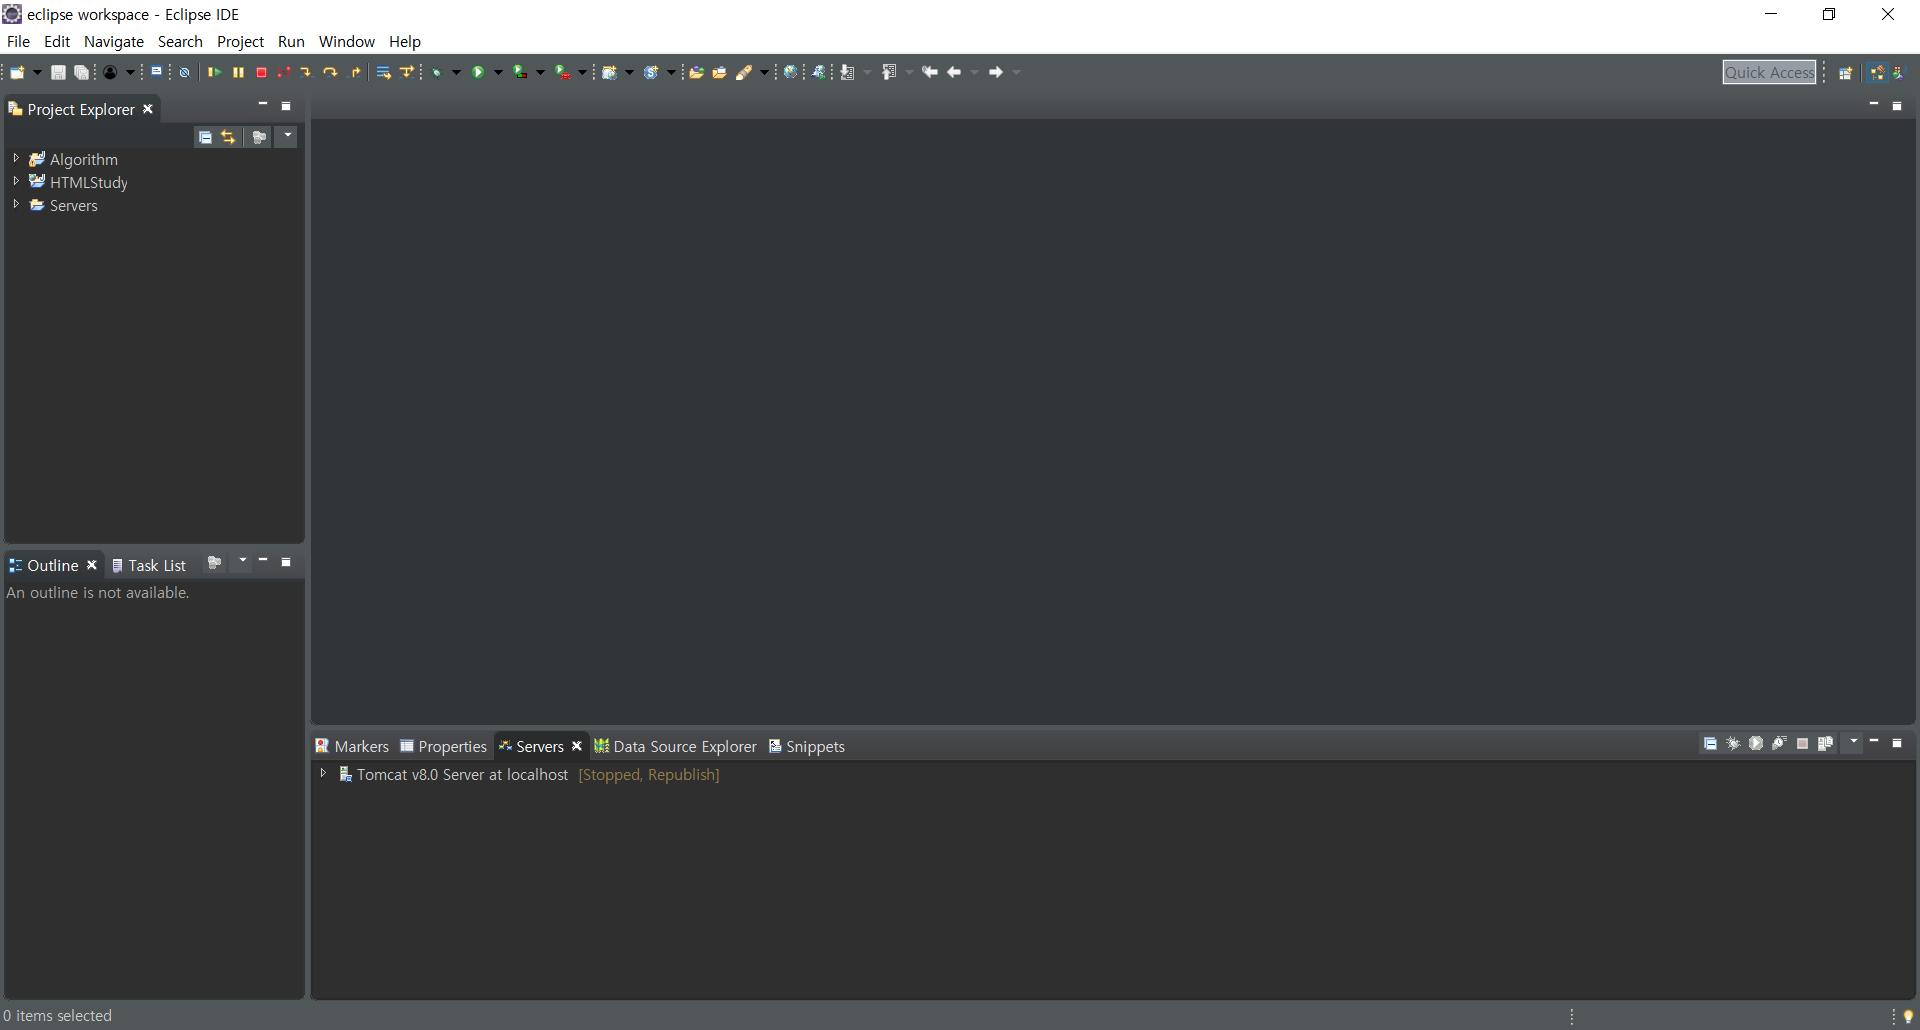 eclipse workspace - Eclipse IDE
File Edit Navigate Search Project Run Window Help
Quick Access
Project Explorer
Algorithm
HTMLStudy
Servers
Outline Task List
An outline is not available.
Markers Properties Servers Data Source Explorer Snippets
Tomcat v8.0 Server at localhost [Stopped, Republish]
0 items selected